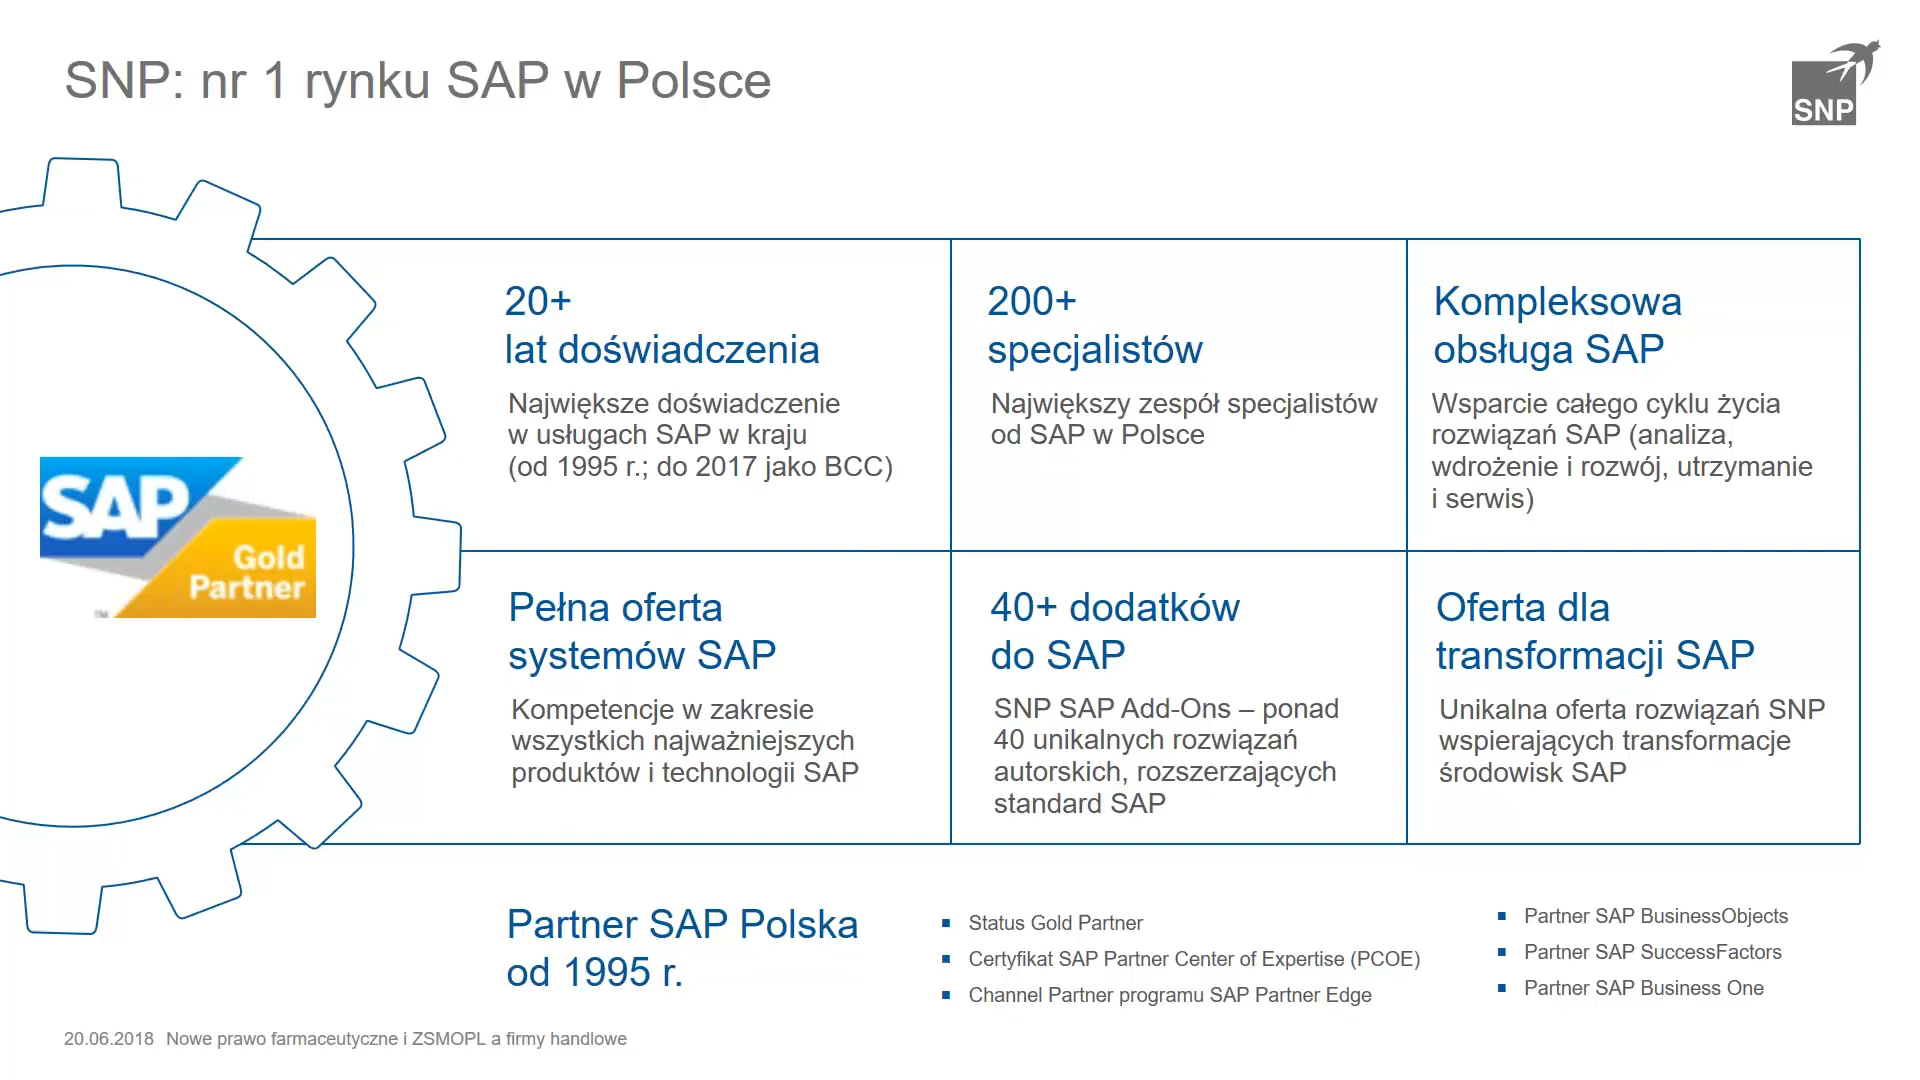 SNP: nr 1 rynku SAP w Polsce
SNP
20+
lat doświadczenia
Największe doświadczenie
w usługach SAP w kraju
(od 1995 r.; do 2017 jako BCC)
200+
specjalistów
Największy zespół specjalistów
od SAP w Polsce
Kompleksowa
obsługa SAP
Wsparcie całego cyklu życia
rozwiązań SAP (analiza,
wdrożenie i rozwój, utrzymanie
i serwis)
SAP
Gold
Partner
TM
Pełna oferta
systemów SAP
Kompetencje w zakresie
wszystkich najważniejszych
produktów i technologii SAP
40+ dodatków
do SAP
SNP SAP Add-Ons – ponad
40 unikalnych rozwiązań
autorskich, rozszerzających
standard SAP
Oferta dla
transformacji SAP
Unikalna oferta rozwiązań SNP
wspierających transformacje
środowisk SAP
Partner SAP Polska
od 1995 r.
▪ Status Gold Partner
▪ Certyfikat SAP Partner Center of Expertise (PCOE)
▪ Channel Partner programu SAP Partner Edge
▪ Partner SAP BusinessObjects
▪ Partner SAP SuccessFactors
▪ Partner SAP Business One
20.06.2018 Nowe prawo farmaceutyczne i ZSMOPL a firmy handlowe